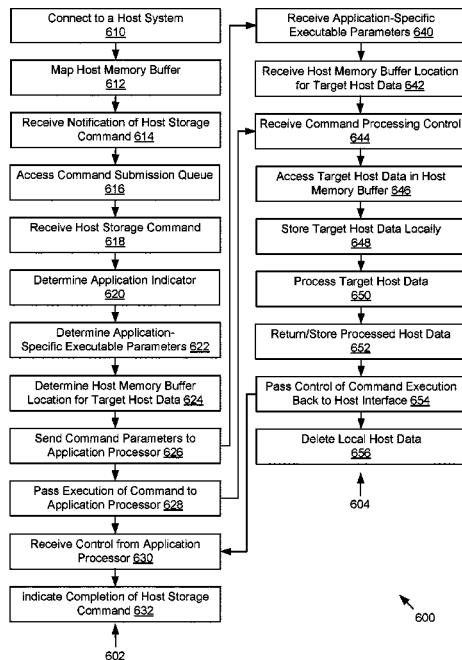 Connect to a Host System
610
Map Host Memory Buffer
612
Receive Notification of Host Storage
Command 614
Access Command Submission Queue
616
Receive Host Storage Command
618
Determine Application Indicator
620
Determine Application-
Specific Executable Parameters 622
Determine Host Memory Buffer
Location for Target Host Data 624
Send Command Parameters to
Application Processor 626
Pass Execution of Command to
Application Processor 628
Receive Control from Application
Processor 630
Indicate Completion of Host Storage
Command 632
602
Receive Application-Specific
Executable Parameters 640
Receive Host Memory Buffer Location
for Target Host Data 642
Receive Command Processing Control
644
Access Target Host Data in Host
Memory Buffer 646
Store Target Host Data Locally
648
Process Target Host Data
650
Return/Store Processed Host Data
652
Pass Control of Command Execution
Back to Host Interface 654
Delete Local Host Data
656
604
600